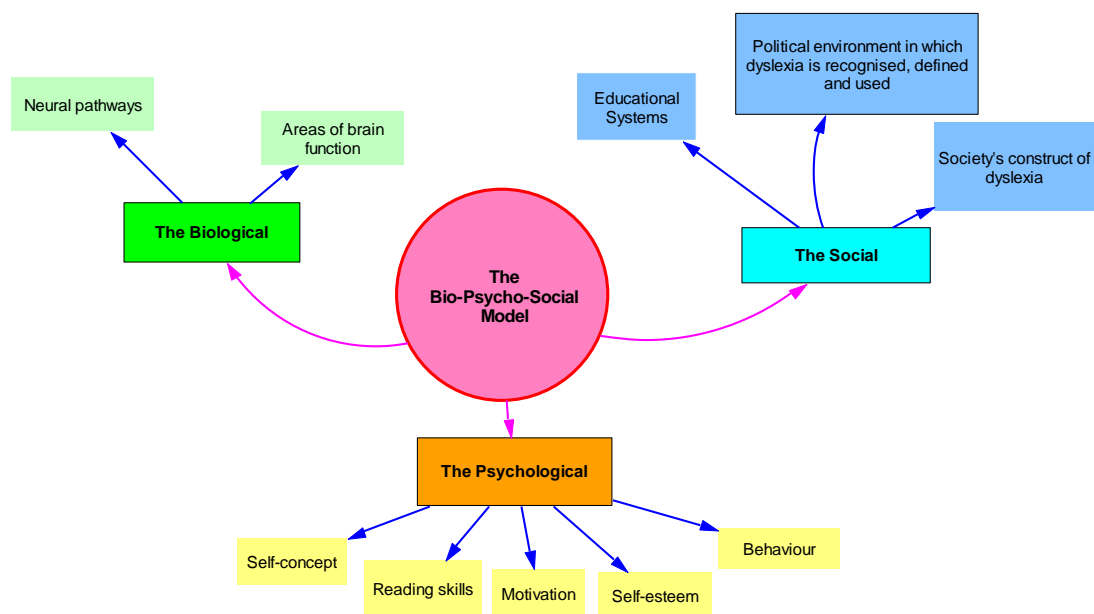 Political environment in which
dyslexia is recognised, defined
and used
Neural pathways
Educational
Systems
Areas of brain
function
Society's construct of
dyslexia
The Biological
The Social
The
Bio-Psycho-Social
Model
The Psychological
Self-concept
Reading skills
Motivation
Self-esteem
Behaviour